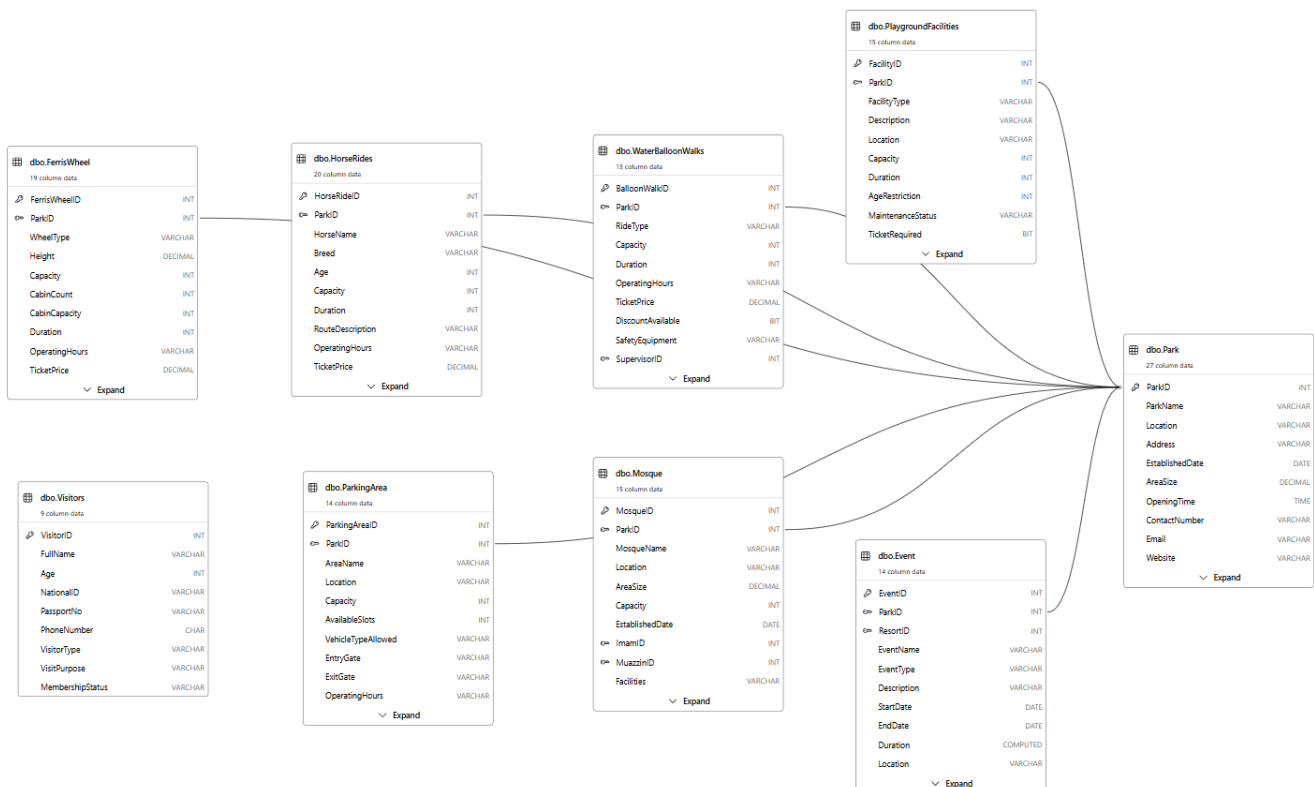 dbo.PlaygroundFacilities
15 column data
FacilityID INT
ParkID INT
FacilityType VARCHAR
Description VARCHAR
Location VARCHAR
Capacity INT
Duration INT
AgeRestriction INT
MaintenanceStatus VARCHAR
TicketRequired BIT
Expand
dbo.FerrisWheel
19 column data
FerrisWheelID INT
ParkID INT
WheelType VARCHAR
Height DECIMAL
Capacity INT
CabinCount INT
CabinCapacity INT
Duration INT
OperatingHours VARCHAR
TicketPrice DECIMAL
Expand
dbo.HorseRides
20 column data
HorseRideID INT
ParkID INT
HorseName VARCHAR
Breed VARCHAR
Age INT
Capacity INT
Duration INT
RouteDescription VARCHAR
OperatingHours VARCHAR
TicketPrice DECIMAL
Expand
dbo.WaterBalloonWalks
13 column data
BalloonWalkID INT
ParkID INT
RideType VARCHAR
Capacity INT
Duration INT
OperatingHours VARCHAR
TicketPrice DECIMAL
DiscountAvailable BIT
SafetyEquipment VARCHAR
SupervisorID INT
Expand
dbo.Park
27 column data
ParkID INT
ParkName VARCHAR
Location VARCHAR
Address VARCHAR
EstablishedDate DATE
AreaSize DECIMAL
OpeningTime TIME
ContactNumber VARCHAR
Email VARCHAR
Website VARCHAR
Expand
dbo.Visitors
9 column data
VisitorID INT
FullName VARCHAR
Age INT
NationalID VARCHAR
PassportNo VARCHAR
PhoneNumber CHAR
VisitorType VARCHAR
VisitPurpose VARCHAR
MembershipStatus VARCHAR
dbo.ParkingArea
14 column data
ParkingAreaID INT
ParkID INT
AreaName VARCHAR
Location VARCHAR
Capacity INT
AvailableSlots INT
VehicleTypeAllowed VARCHAR
EntryGate VARCHAR
ExitGate VARCHAR
OperatingHours VARCHAR
Expand
dbo.Mosque
15 column data
MosqueID INT
ParkID INT
MosqueName VARCHAR
Location VARCHAR
AreaSize DECIMAL
Capacity INT
EstablishedDate DATE
ImamID INT
MuazzinID INT
Facilities VARCHAR
Expand
dbo.Event
14 column data
EventID INT
ParkID INT
ResortID INT
EventName VARCHAR
EventType VARCHAR
Description VARCHAR
StartDate DATE
EndDate DATE
Duration COMPUTED
Location VARCHAR
Expand